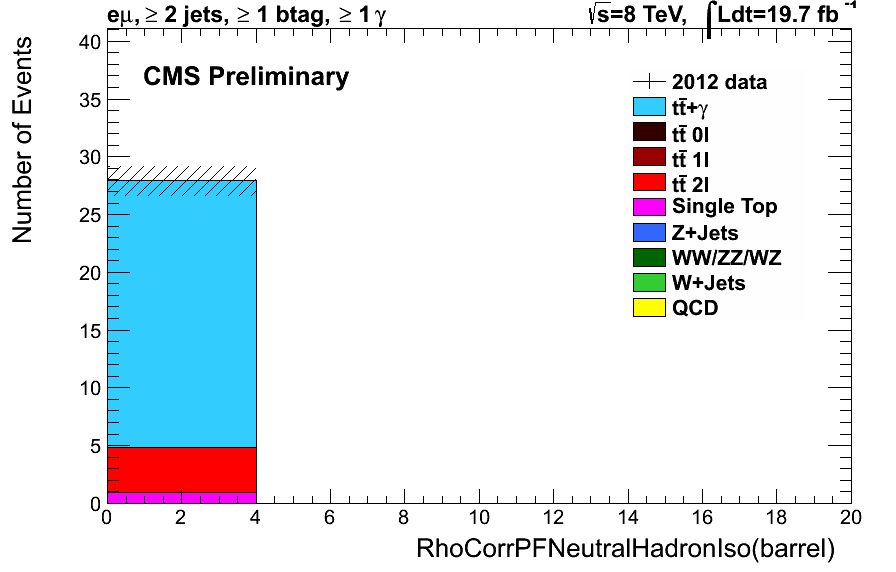 eμ, ≥ 2 jets, ≥ 1 btag, ≥ 1 γ
√s=8 TeV, ∫Ldt=19.7 fb⁻¹
CMS Preliminary
Number of Events
40
35
30
25
20
15
10
5
0
2012 data
tt̄+γ
tt̄ 0l
tt̄ 1l
tt̄ 2l
Single Top
Z+Jets
WW/ZZ/WZ
W+Jets
QCD
0 2 4 6 8 10 12 14 16 18 20
RhoCorrPFNeutralHadronIso(barrel)